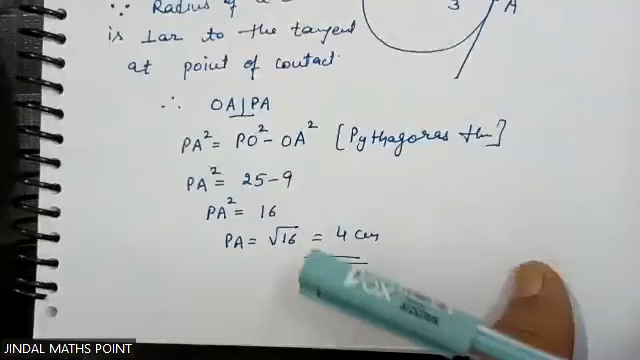 ∵ Radius of a
3 A
is ⊥ar to the tangent
at point of contact.
∴ OA⊥PA
PA² = PO² - OA² [Pythagoras thm]
PA² = 25-9
PA² = 16
PA = √16 = 4 cm
JINDAL MATHS POINT